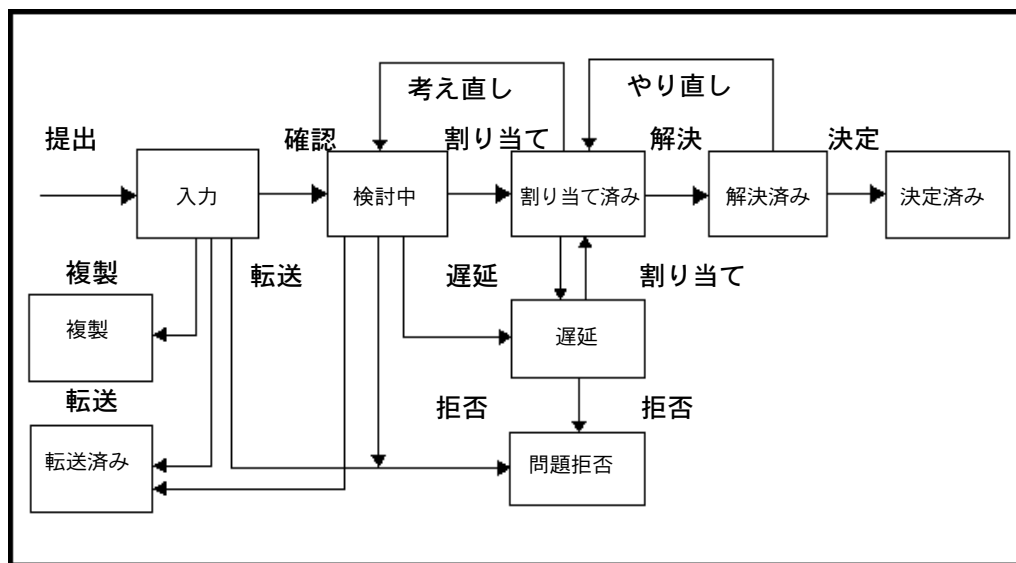 考え直し
やり直し
提出
確認
割り当て
解決
決定
入力
検討中
割り当て済み
解決済み
決定済み
複製
転送
遅延
割り当て
複製
遅延
転送
拒否
拒否
転送済み
問題拒否